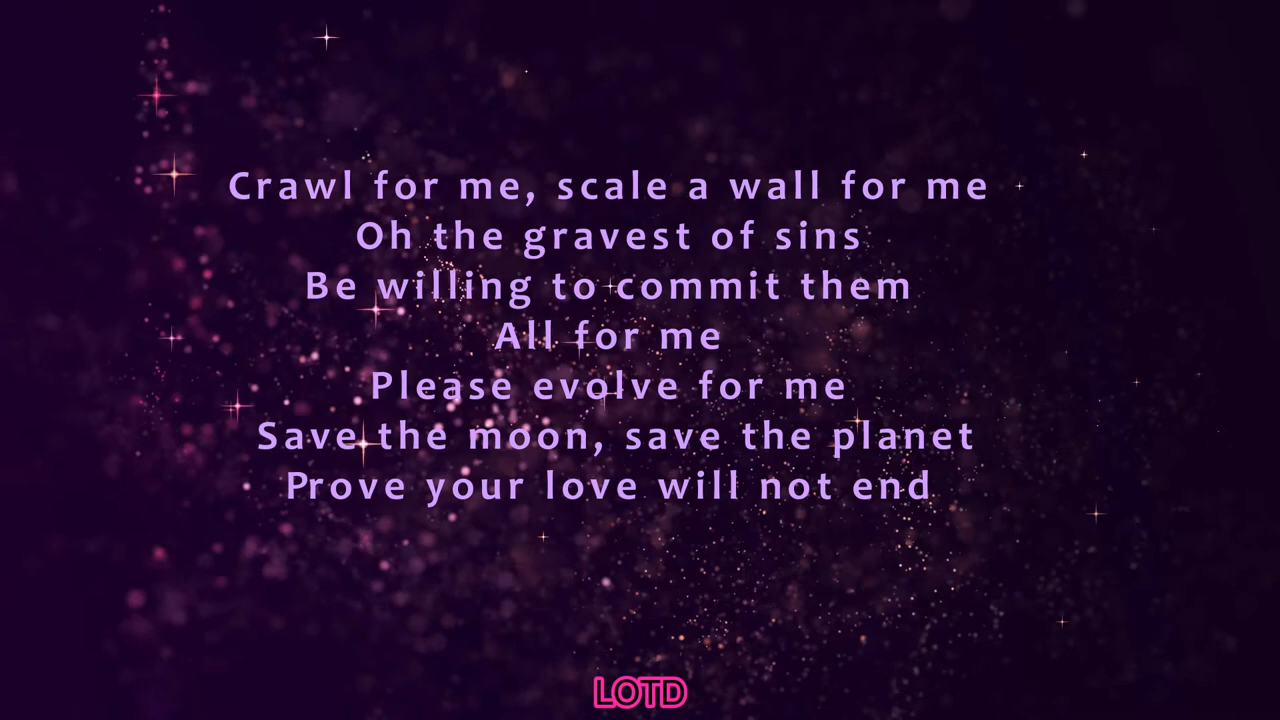 Crawl for me, scale a wall for me
Oh the gravest of sins
Be willing to commit them
All for me
Please evolve for me
Save the moon, save the planet
Prove your love will not end
LOTD